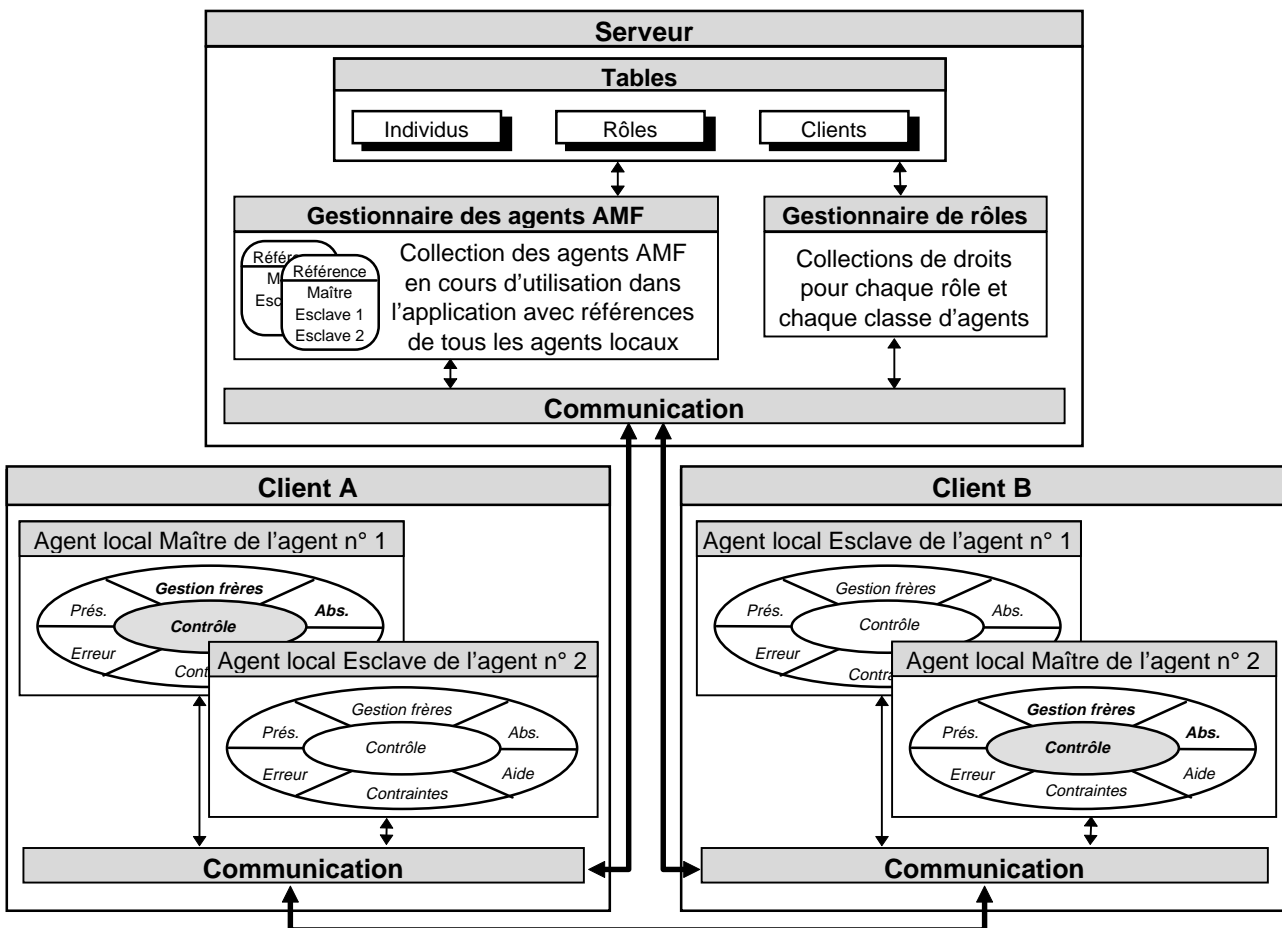 Serveur
Tables
Individus
Rôles
Clients
Gestionnaire des agents AMF
Référence
Maître
Esclave 1
Esclave 2
Collection des agents AMF
en cours d'utilisation dans
l'application avec références
de tous les agents locaux
Gestionnaire de rôles
Collections de droits
pour chaque rôle et
chaque classe d'agents
Communication
Client A
Agent local Maître de l'agent n° 1
Gestion frères
Prés.
Abs.
Contrôle
Erreur
Agent local Esclave de l'agent n° 2
Gestion frères
Prés.
Abs.
Contrôle
Erreur
Aide
Contraintes
Communication
Client B
Agent local Esclave de l'agent n° 1
Gestion frères
Prés.
Abs.
Contrôle
Erreur
Agent local Maître de l'agent n° 2
Gestion frères
Prés.
Abs.
Contrôle
Erreur
Aide
Contraintes
Communication